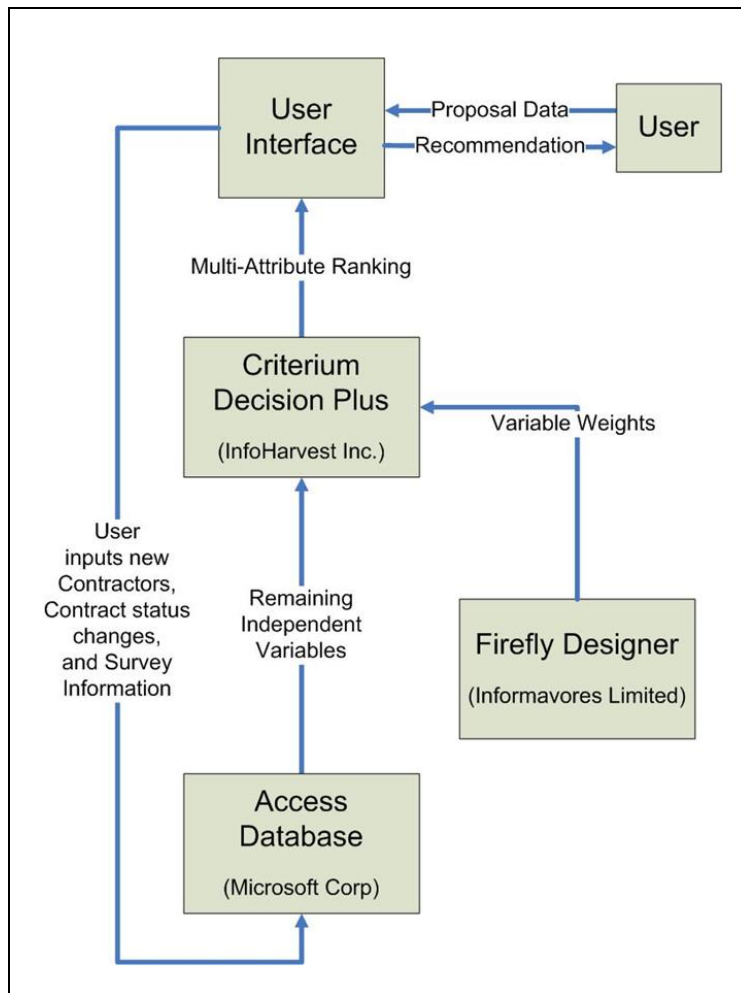 User
Interface
Proposal Data
Recommendation
User
Multi-Attribute Ranking
Criterium
Decision Plus
(InfoHarvest Inc.)
Variable Weights
User
inputs new
Contractors,
Contract status
changes,
and Survey
Information
Remaining
Independent
Variables
Firefly Designer
(Informavores Limited)
Access
Database
(Microsoft Corp)